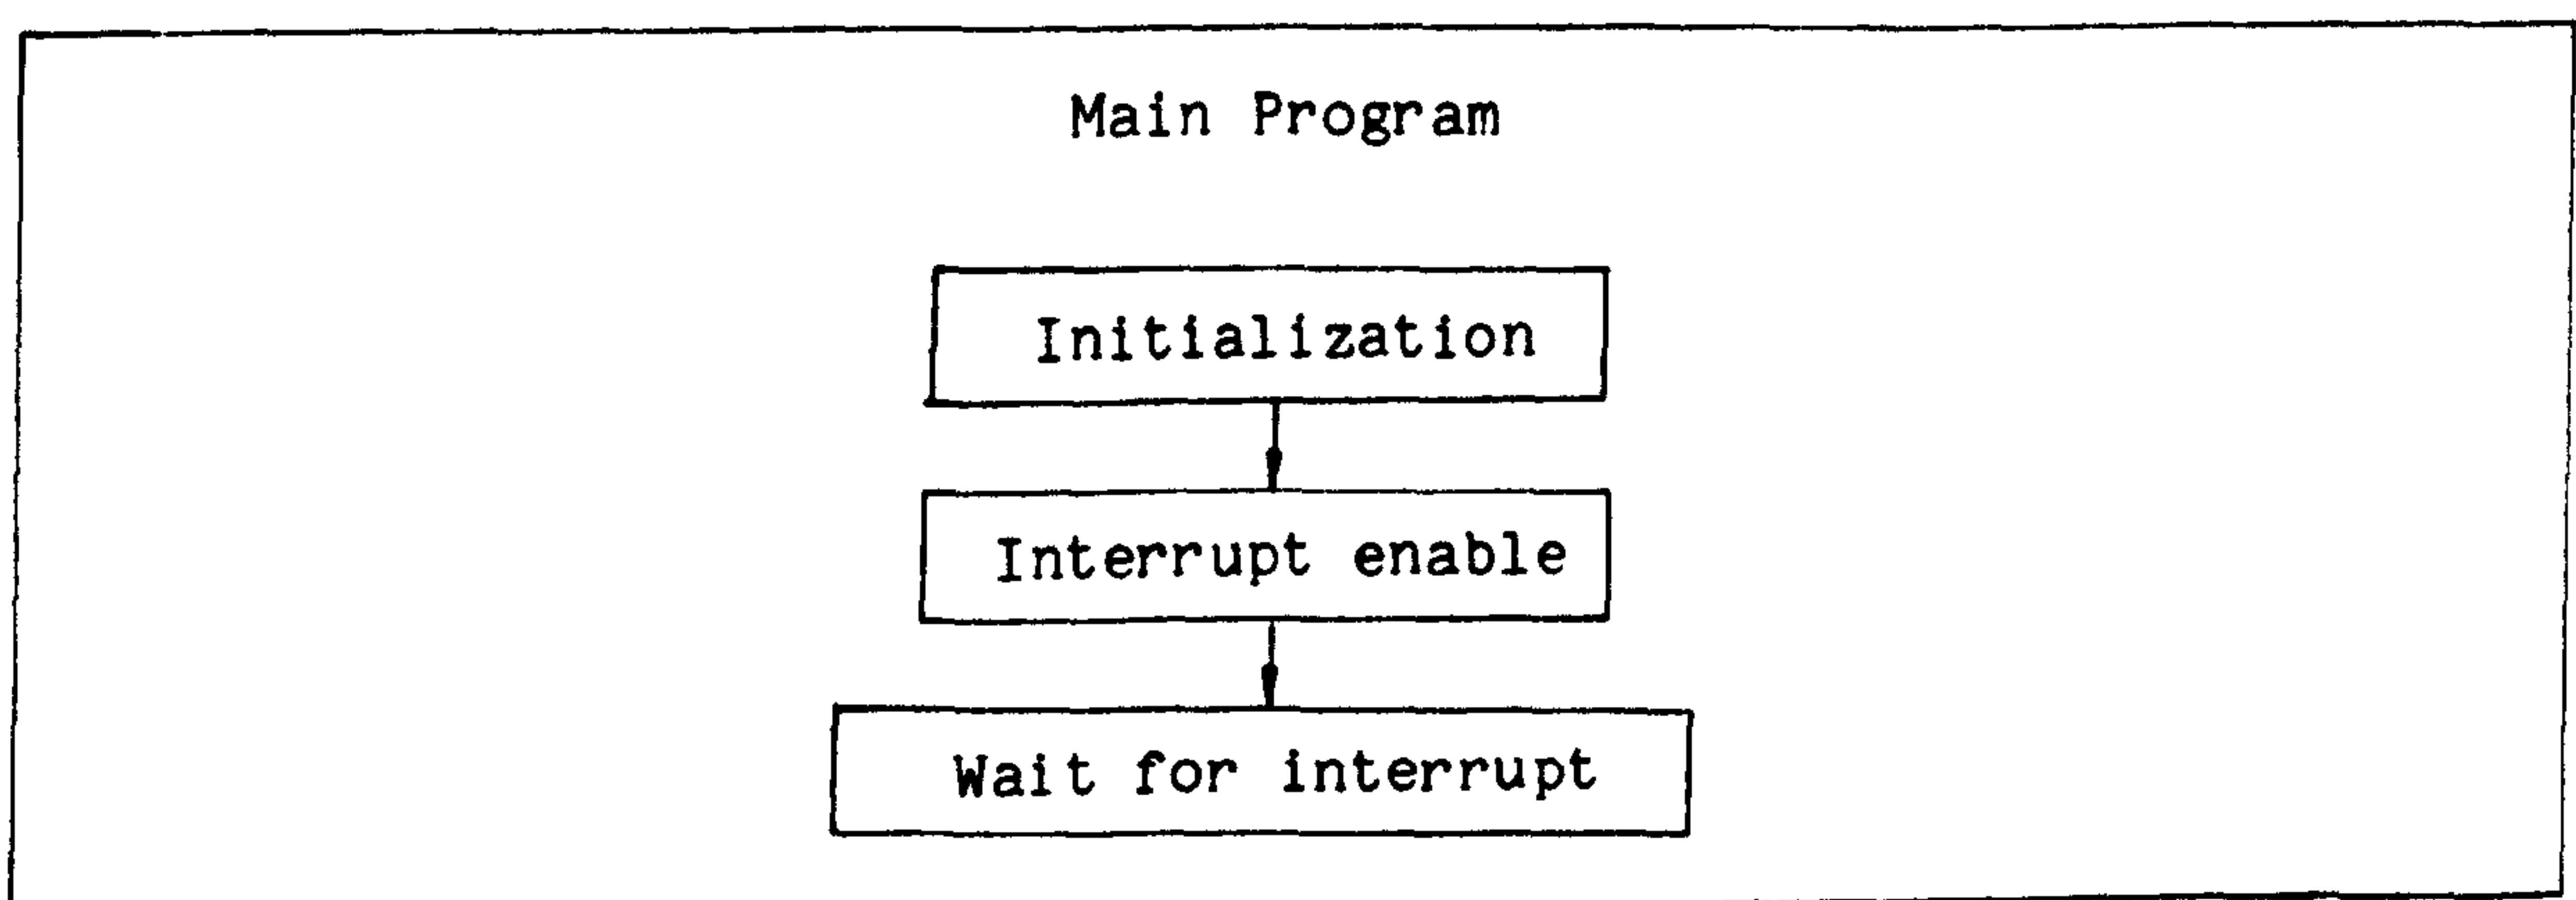 Main Program
Initialization
Interrupt enable
Wait for interrupt